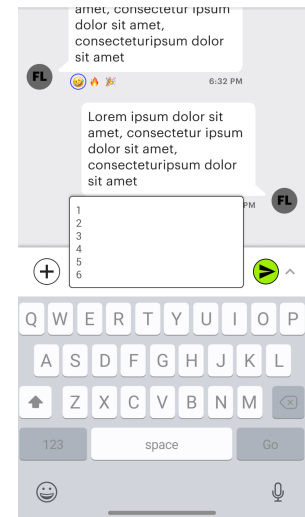 amet, consectetur ipsum
dolor sit amet,
consecteturipsum dolor
sit amet
FL
6:32 PM
Lorem ipsum dolor sit
amet, consectetur ipsum
dolor sit amet,
consecteturipsum dolor
sit amet
PM
FL
1
2
3
4
5
6
Q W E R T Y U I O P
A S D F G H J K L
Z X C V B N M
123 space Go